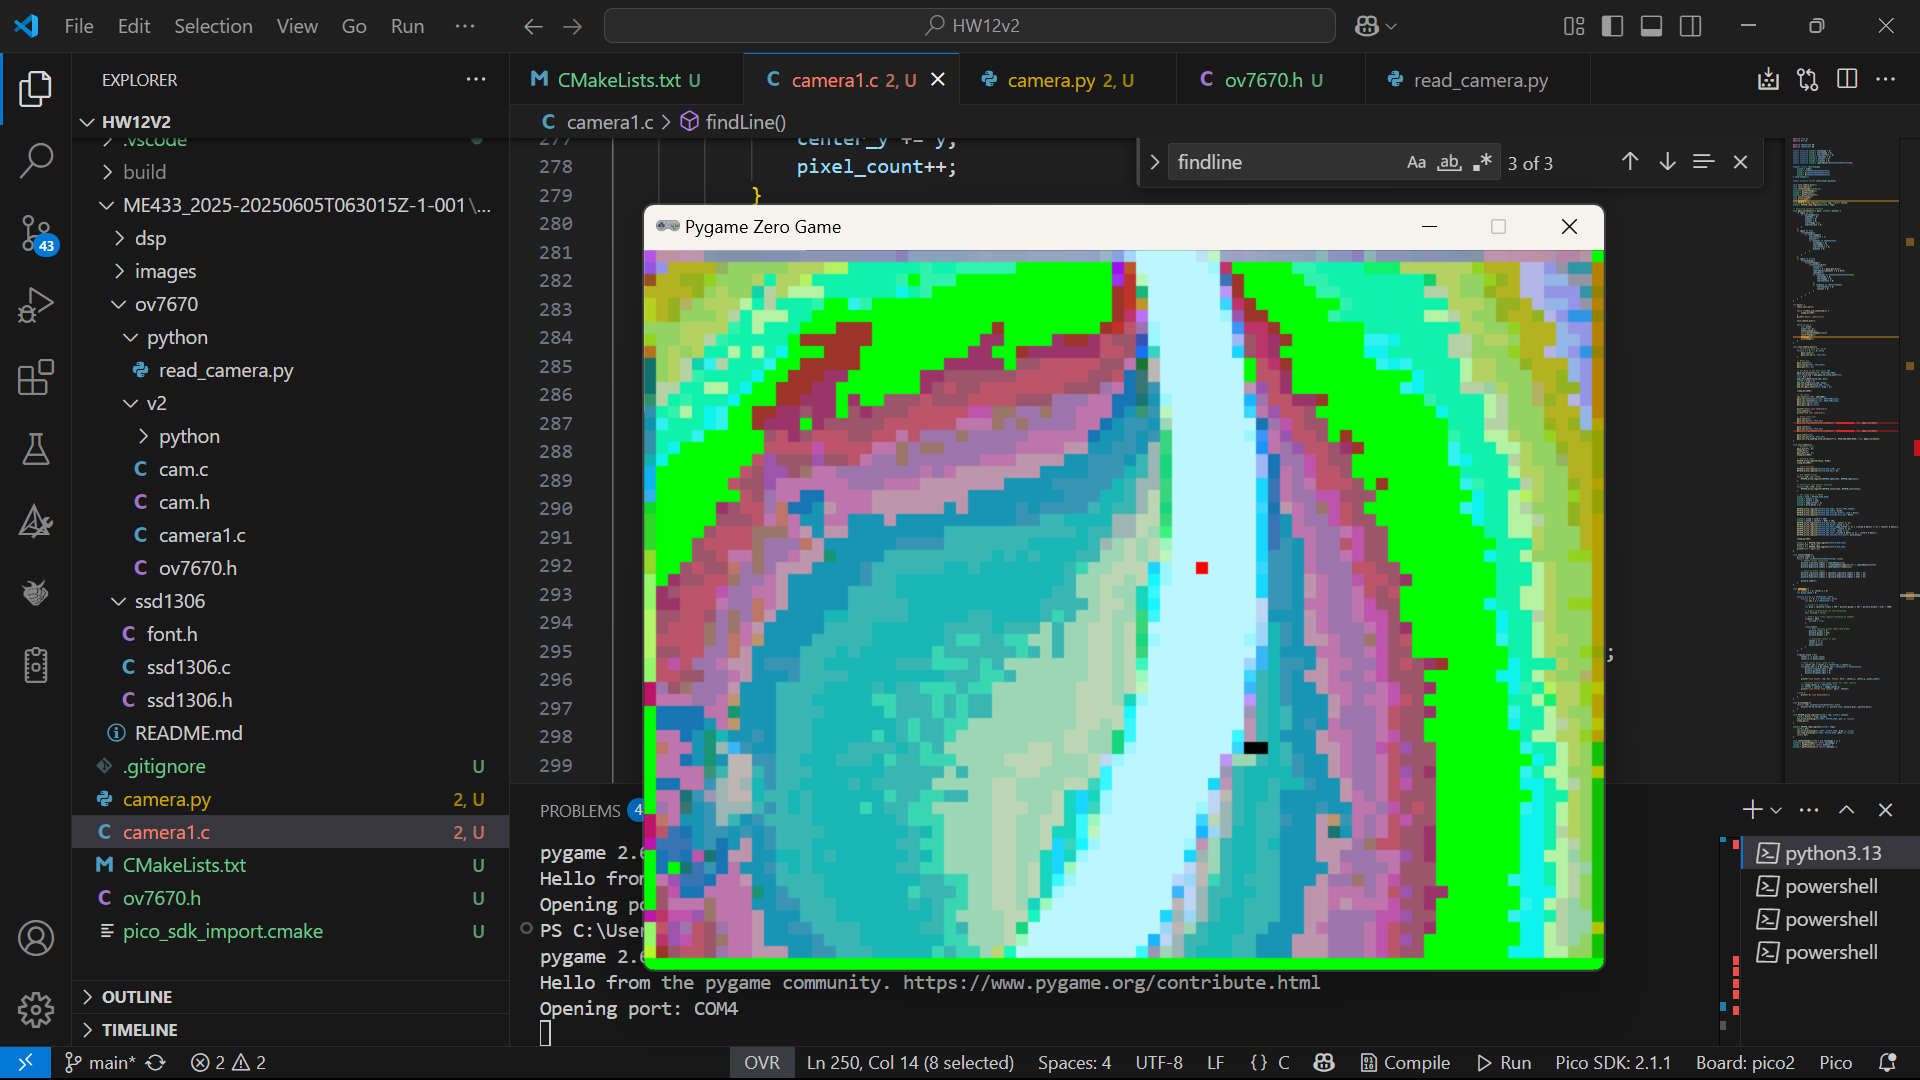 File Edit Selection View Go Run ··· HW12v2
EXPLORER ···
HW12V2
.vscode
build
ME433_2025-20250605T063015Z-1-001\...
dsp
images
ov7670
python
read_camera.py
v2
python
C cam.c
C cam.h
C camera1.c
C ov7670.h
ssd1306
C font.h
C ssd1306.c
C ssd1306.h
README.md
.gitignore U
camera.py 2, U
C camera1.c 2, U
M CMakeLists.txt U
C ov7670.h U
pico_sdk_import.cmake U
OUTLINE
TIMELINE
43
M CMakeLists.txt U
C camera1.c 2, U
camera.py 2, U
C ov7670.h U
read_camera.py
C camera1.c > findLine()
findline Aa ab .* 3 of 3
277 center_y += y;
278 pixel_count++;
279 }
280
281
282
283
284
285
286
287
288
289
290
291
292
293
294
295 ;
296
297
298
299
Pygame Zero Game
PROBLEMS 4
pygame 2.
Hello fro
Opening po
PS C:\User
pygame 2.
Hello from the pygame community. https://www.pygame.org/contribute.html
Opening port: COM4
python3.13
powershell
powershell
powershell
main* 2 2 OVR Ln 250, Col 14 (8 selected) Spaces: 4 UTF-8 LF {} C Compile Run Pico SDK: 2.1.1 Board: pico2 Pico